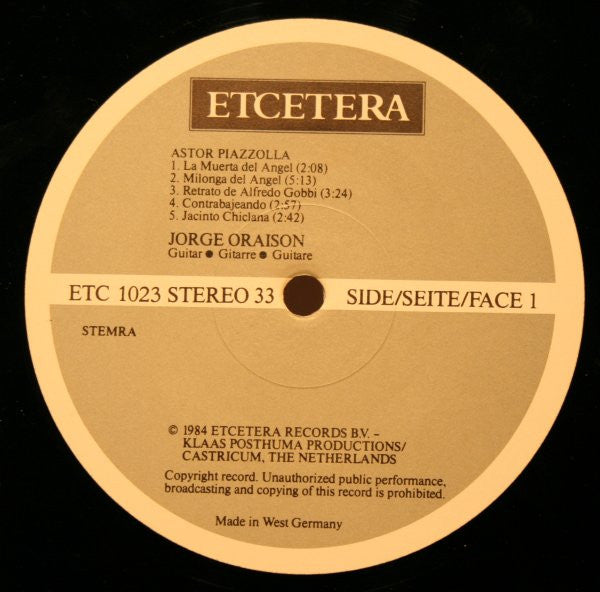 ETCETERA
ASTOR PIAZZOLLA
1. La Muerta del Angel (2:08)
2. Milonga del Angel (5:13)
3. Retrato de Alfredo Gobbi (3:24)
4. Contrabajeando (2:57)
5. Jacinto Chiclana (2:42)
JORGE ORAISON
Guitar ● Gitarre ● Guitare
ETC 1023 STEREO 33 SIDE/SEITE/FACE 1
STEMRA
© 1984 ETCETERA RECORDS B.V. –
KLAAS POSTHUMA PRODUCTIONS/
CASTRICUM, THE NETHERLANDS
Copyright record. Unauthorized public performance,
broadcasting and copying of this record is prohibited.
Made in West Germany